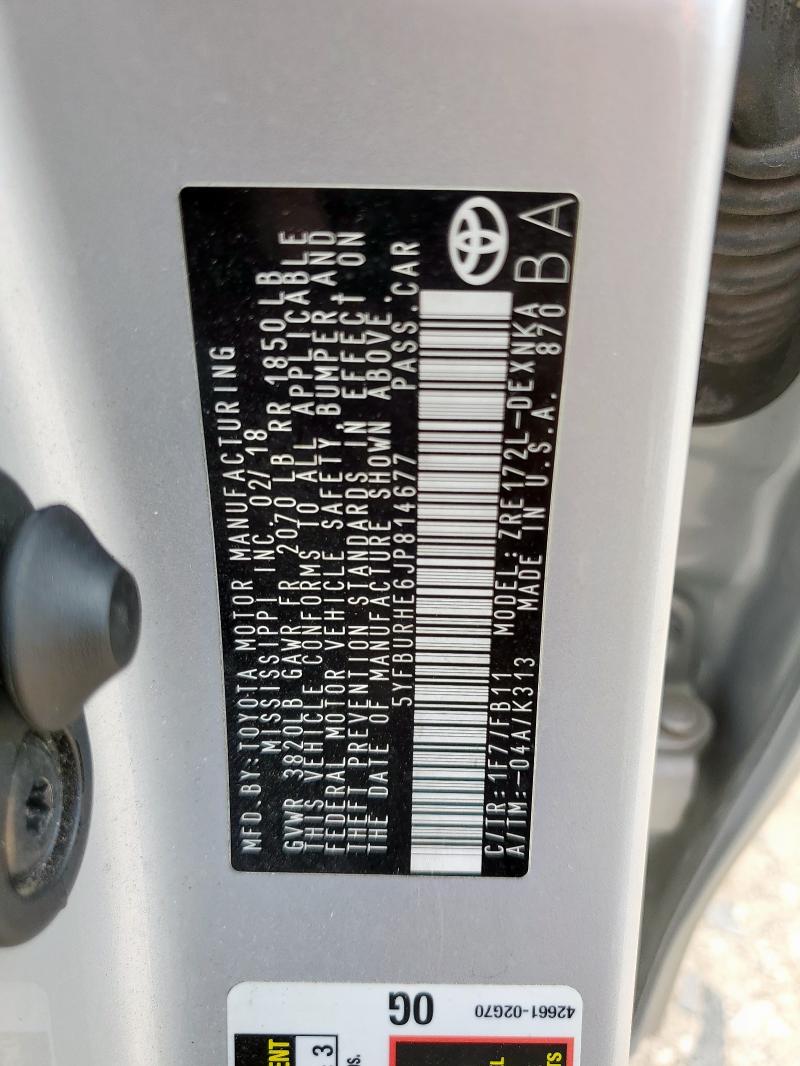 MFD.BY:TOYOTA MOTOR MANUFACTURING
MISSISSIPPI INC. 02/18
GVWR 3820LB GAWR FR 2070 LB RR 1850LB
THIS VEHICLE CONFORMS TO ALL APPLICABLE
FEDERAL MOTOR VEHICLE SAFETY, BUMPER, AND
THEFT PREVENTION STANDARDS IN EFFECT ON
THE DATE OF MANUFACTURE SHOWN ABOVE.
5YFBURHE6JP814677 PASS.CAR
C/TR:1F7/FB11 MODEL:ZRE172L-DEXNKA
A/TM:-04A/K313 MADE IN U.S.A. 870
BA
42661-02G70
0G
3